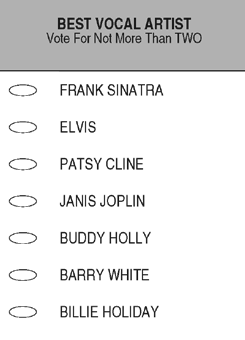 BEST VOCAL ARTIST
Vote For Not More Than TWO
FRANK SINATRA
ELVIS
PATSY CLINE
JANIS JOPLIN
BUDDY HOLLY
BARRY WHITE
BILLIE HOLIDAY